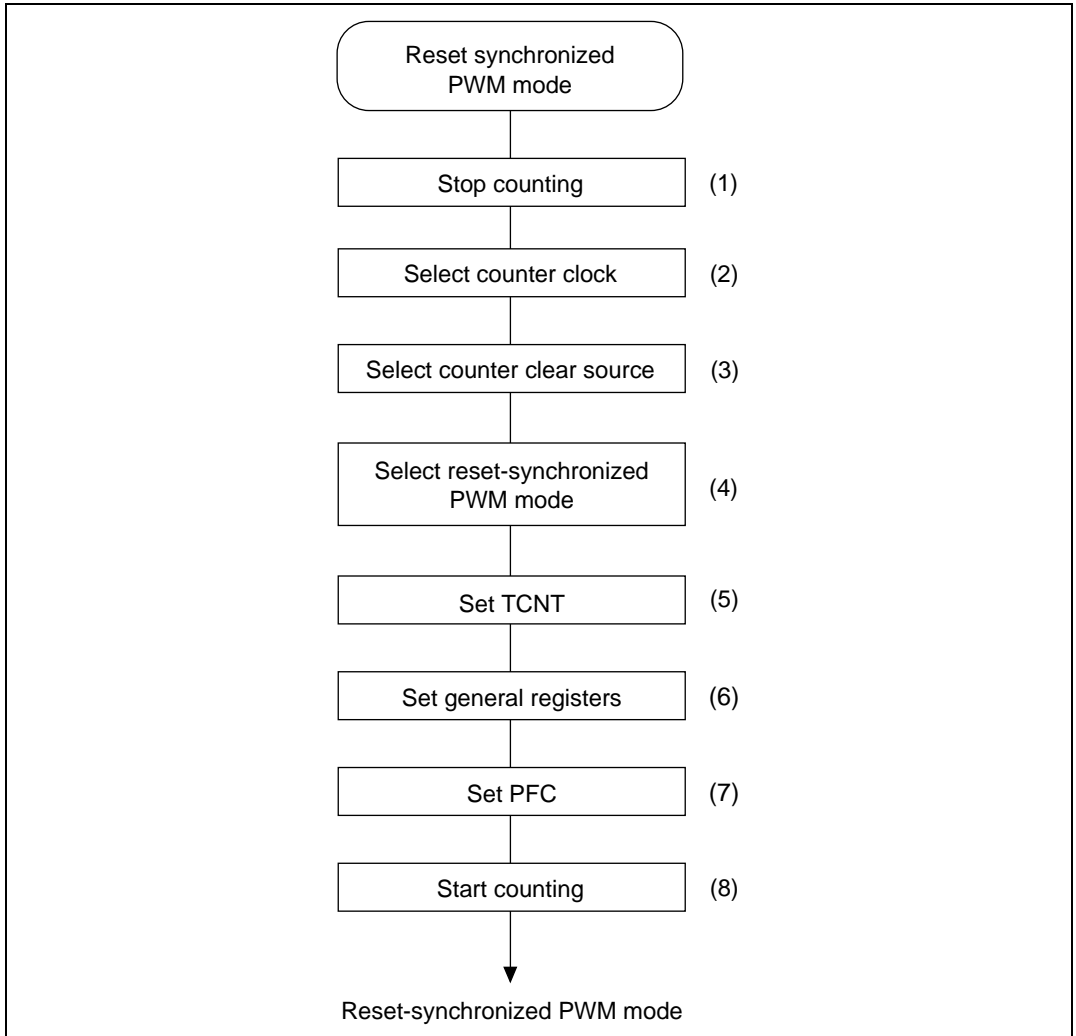 Reset synchronized
PWM mode
Stop counting (1)
Select counter clock (2)
Select counter clear source (3)
Select reset-synchronized
PWM mode
(4)
Set TCNT (5)
Set general registers (6)
Set PFC (7)
Start counting (8)
Reset-synchronized PWM mode